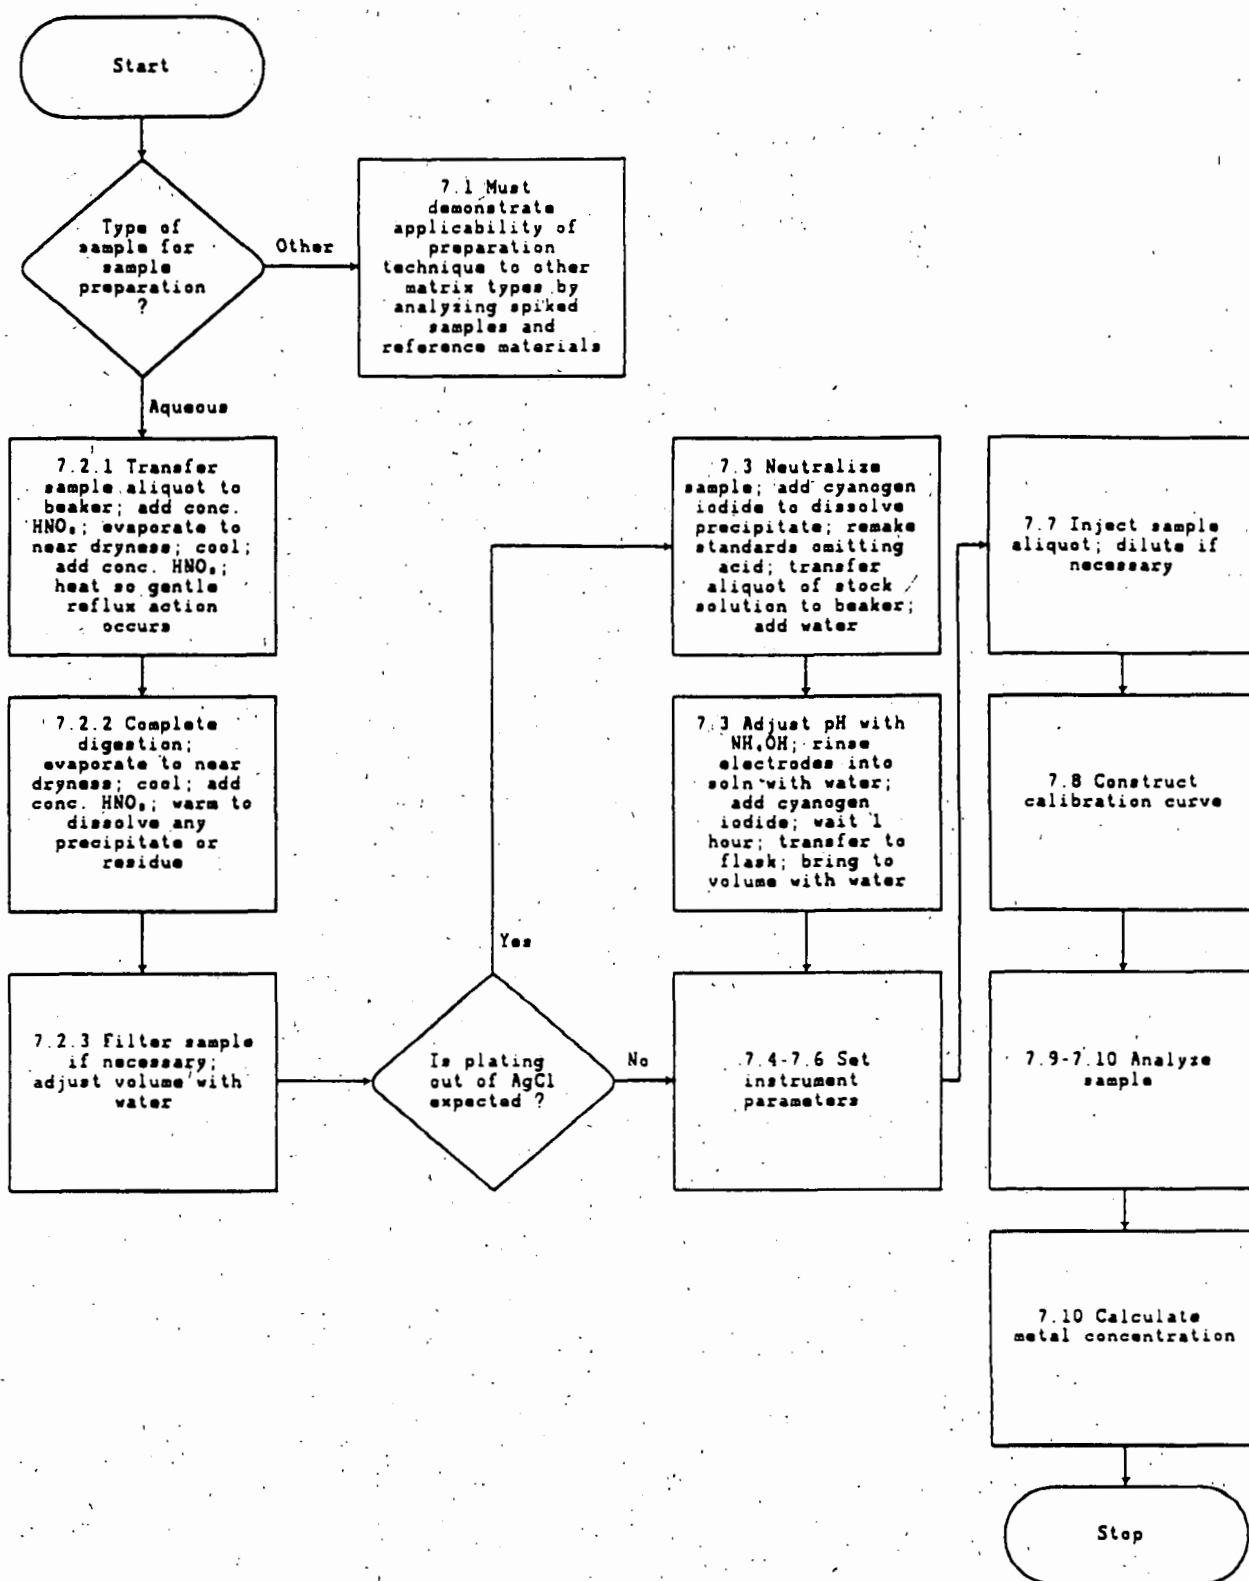 Start
Type of
sample for
sample
preparation
?
Other
7.1 Must
demonstrate
applicability of
preparation
technique to other
matrix types by
analyzing spiked
samples and
reference materials
Aqueous
7.2.1 Transfer
sample aliquot to
beaker; add conc.
HNO₃; evaporate to
near dryness; cool;
add conc. HNO₃;
heat so gentle
reflux action
occurs
7.2.2 Complete
digestion;
evaporate to near
dryness; cool; add
conc. HNO₃; warm to
dissolve any
precipitate or
residue
7.2.3 Filter sample
if necessary;
adjust volume with
water
Is plating
out of AgCl
expected ?
Yes
No
7.3 Neutralize
sample; add cyanogen
iodide to dissolve
precipitate; remake
standards omitting
acid; transfer
aliquot of stock
solution to beaker;
add water
7.3 Adjust pH with
NH₄OH; rinse
electrodes into
soln with water;
add cyanogen
iodide; wait 1
hour; transfer to
flask; bring to
volume with water
7.4-7.6 Set
instrument
parameters
7.7 Inject sample
aliquot; dilute if
necessary
7.8 Construct
calibration curve
7.9-7.10 Analyze
sample
7.10 Calculate
metal concentration
Stop